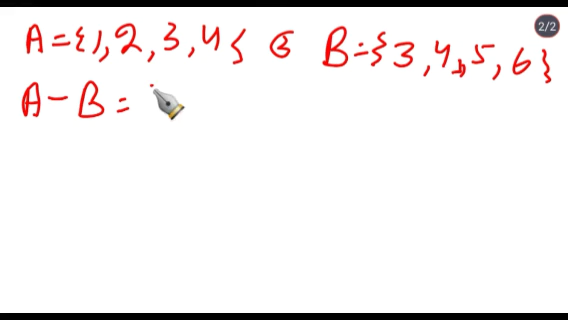 2/2
A={1,2,3,4{ & B={3,4,5,6}
A-B=